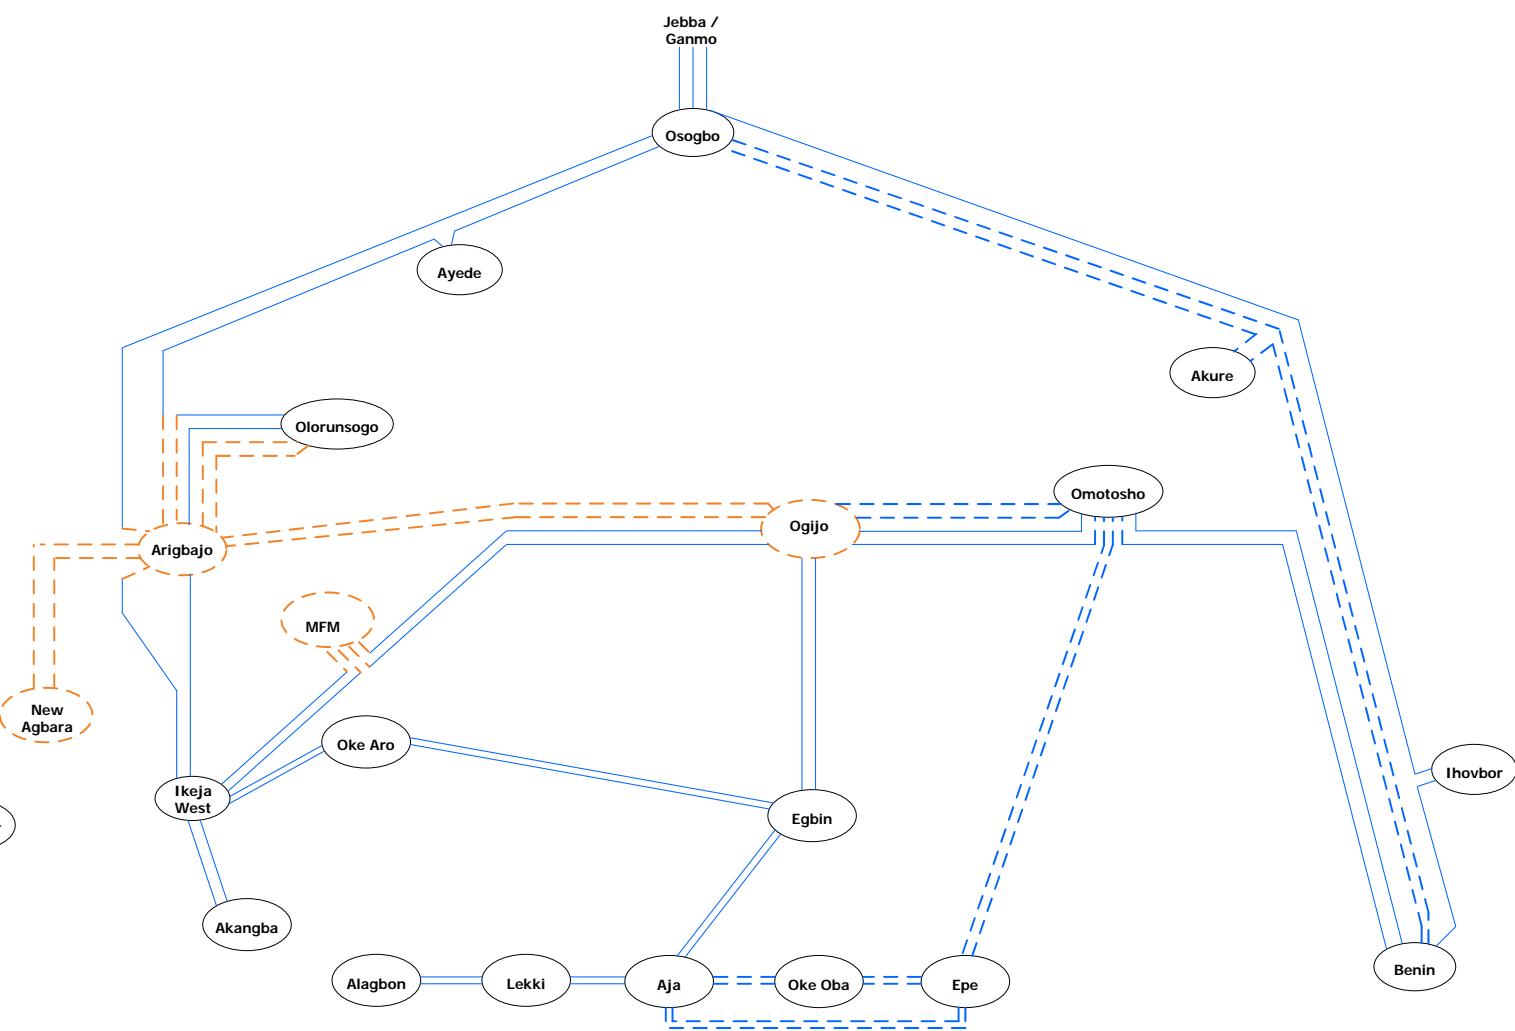 Jebba /
Ganmo
Osogbo
Ayede
Akure
Olorunsogo
Omotosho
Ogijo
Arigbajo
MFM
New
Agbara
Oke Aro
Ihovbor
Ikeja
West
Egbin
Akangba
Benin
Alagbon
Lekki
Aja
Oke Oba
Epe